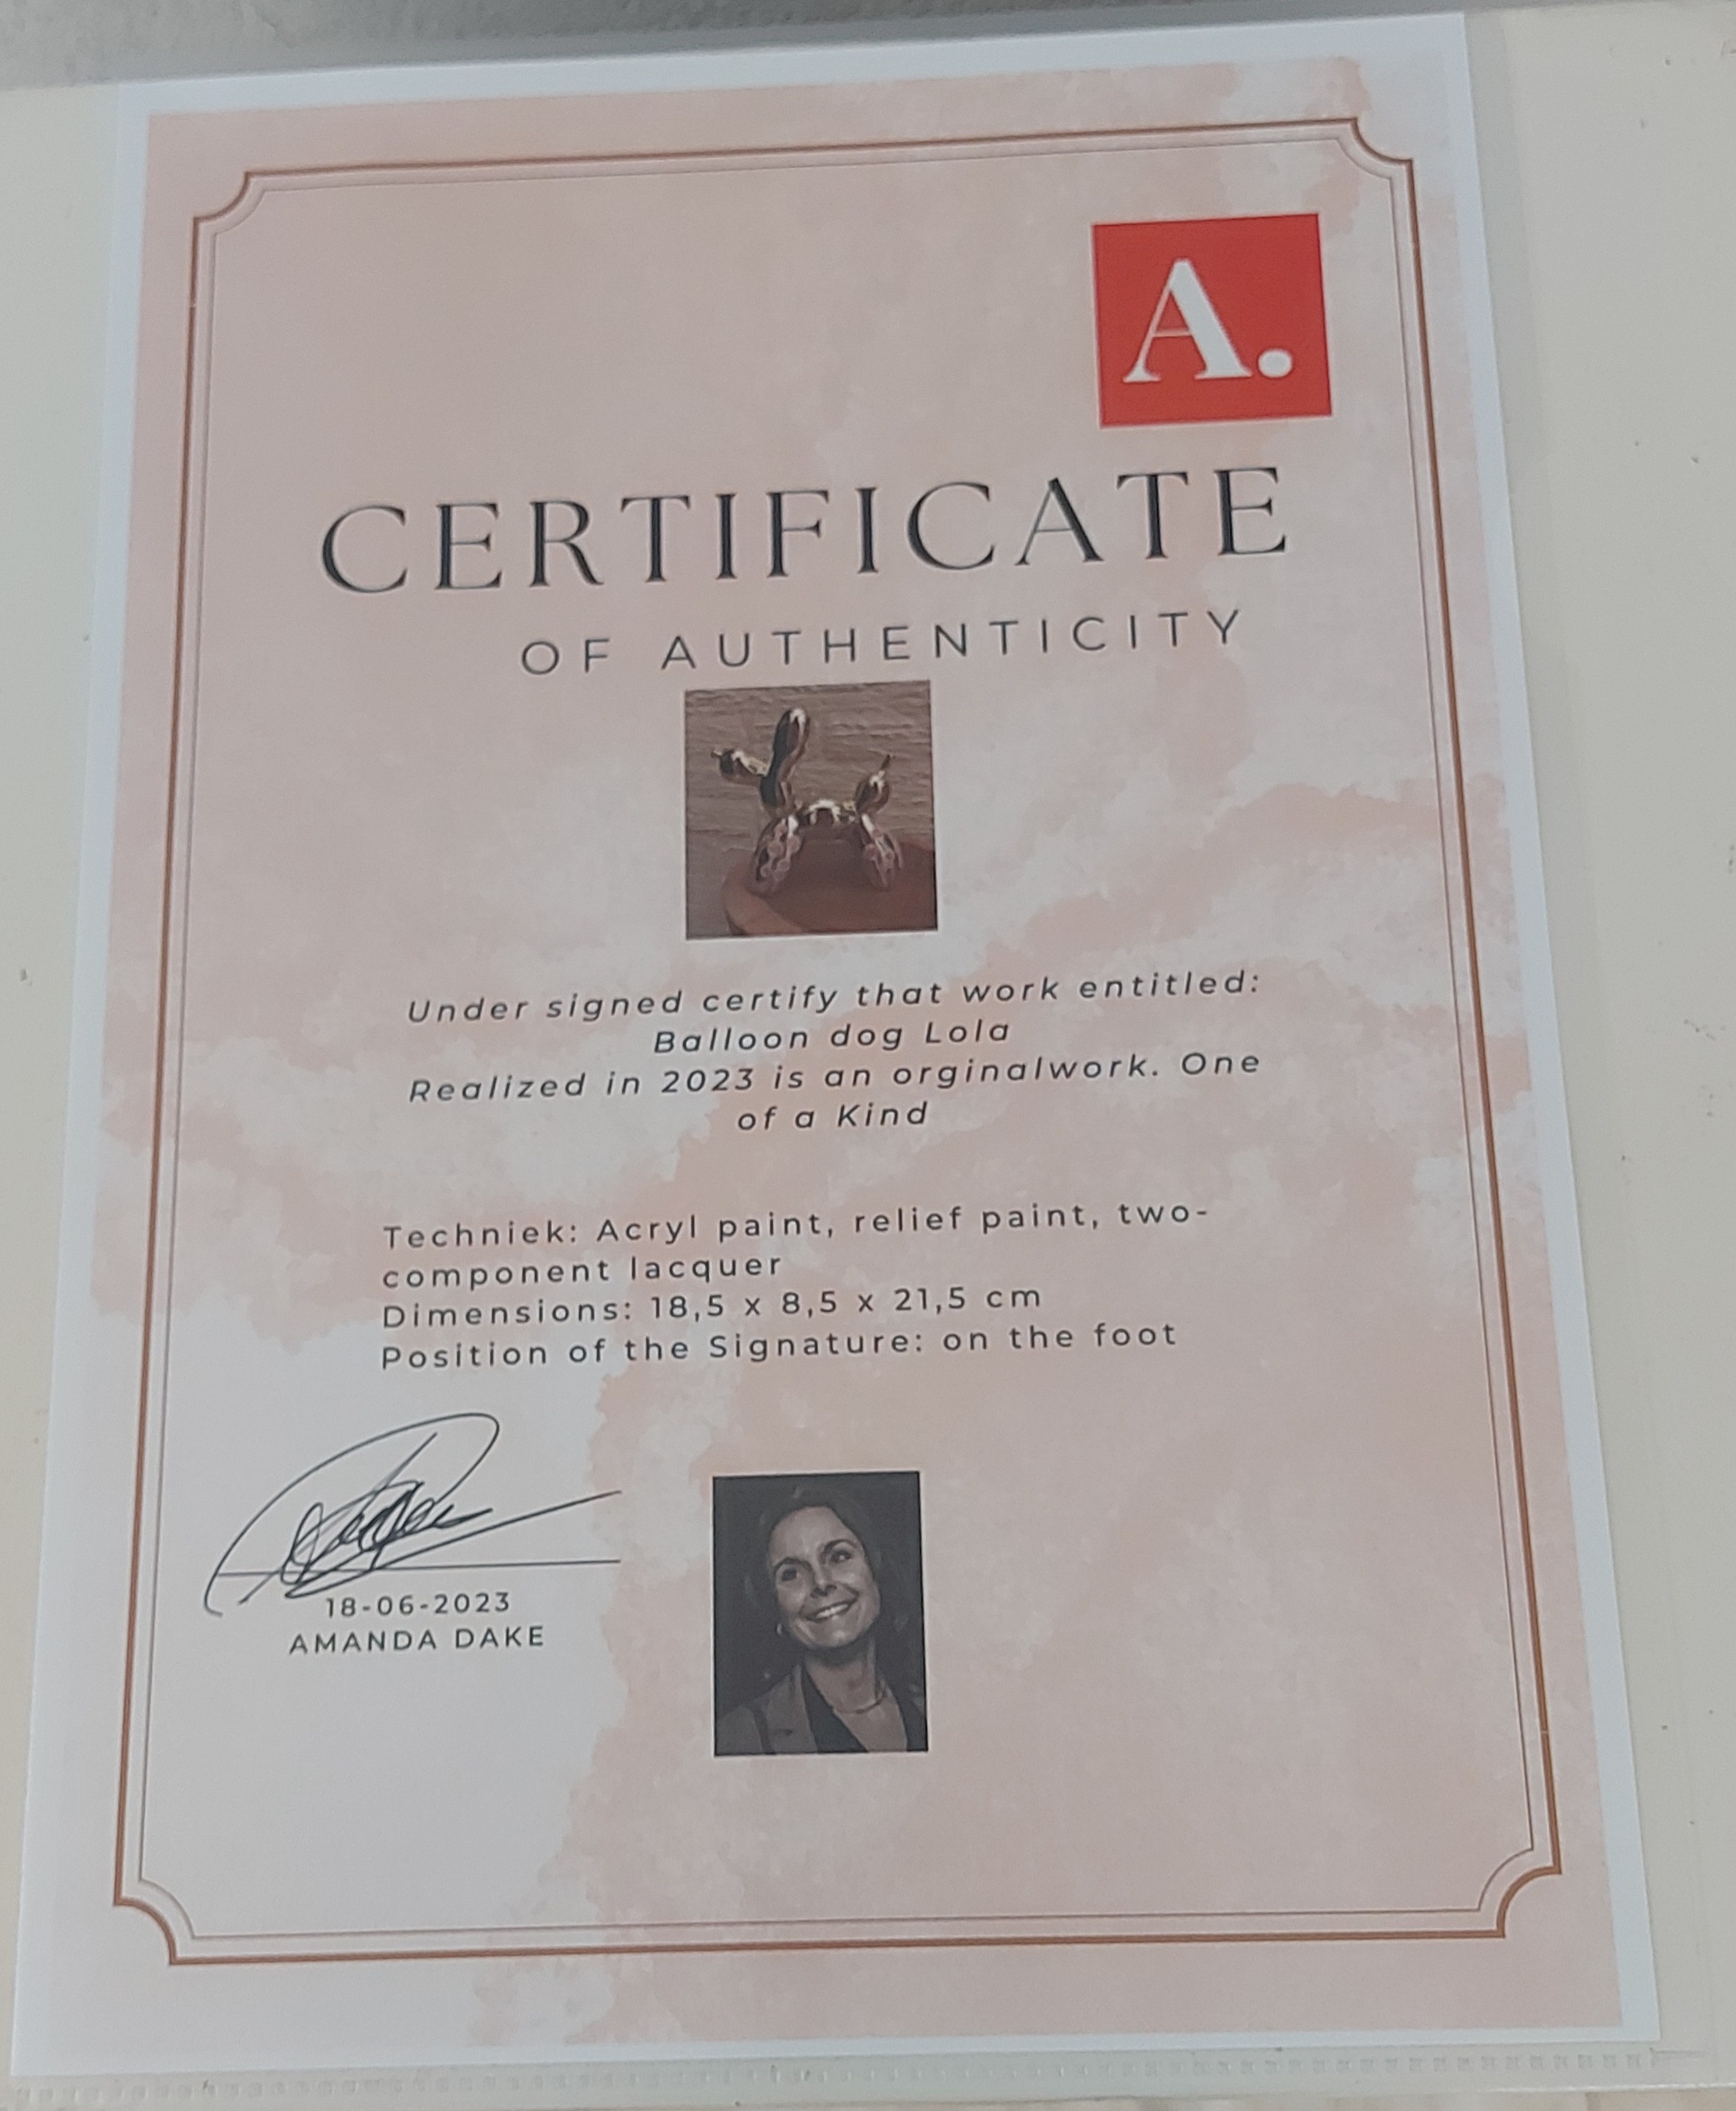 A.
CERTIFICATE
OF AUTHENTICITY
Under signed certify that work entitled:
Balloon dog Lola
Realized in 2023 is an orginalwork. One
of a Kind
Techniek: Acryl paint, relief paint, two-
component lacquer
Dimensions: 18,5 x 8,5 x 21,5 cm
Position of the Signature: on the foot
18-06-2023
AMANDA DAKE